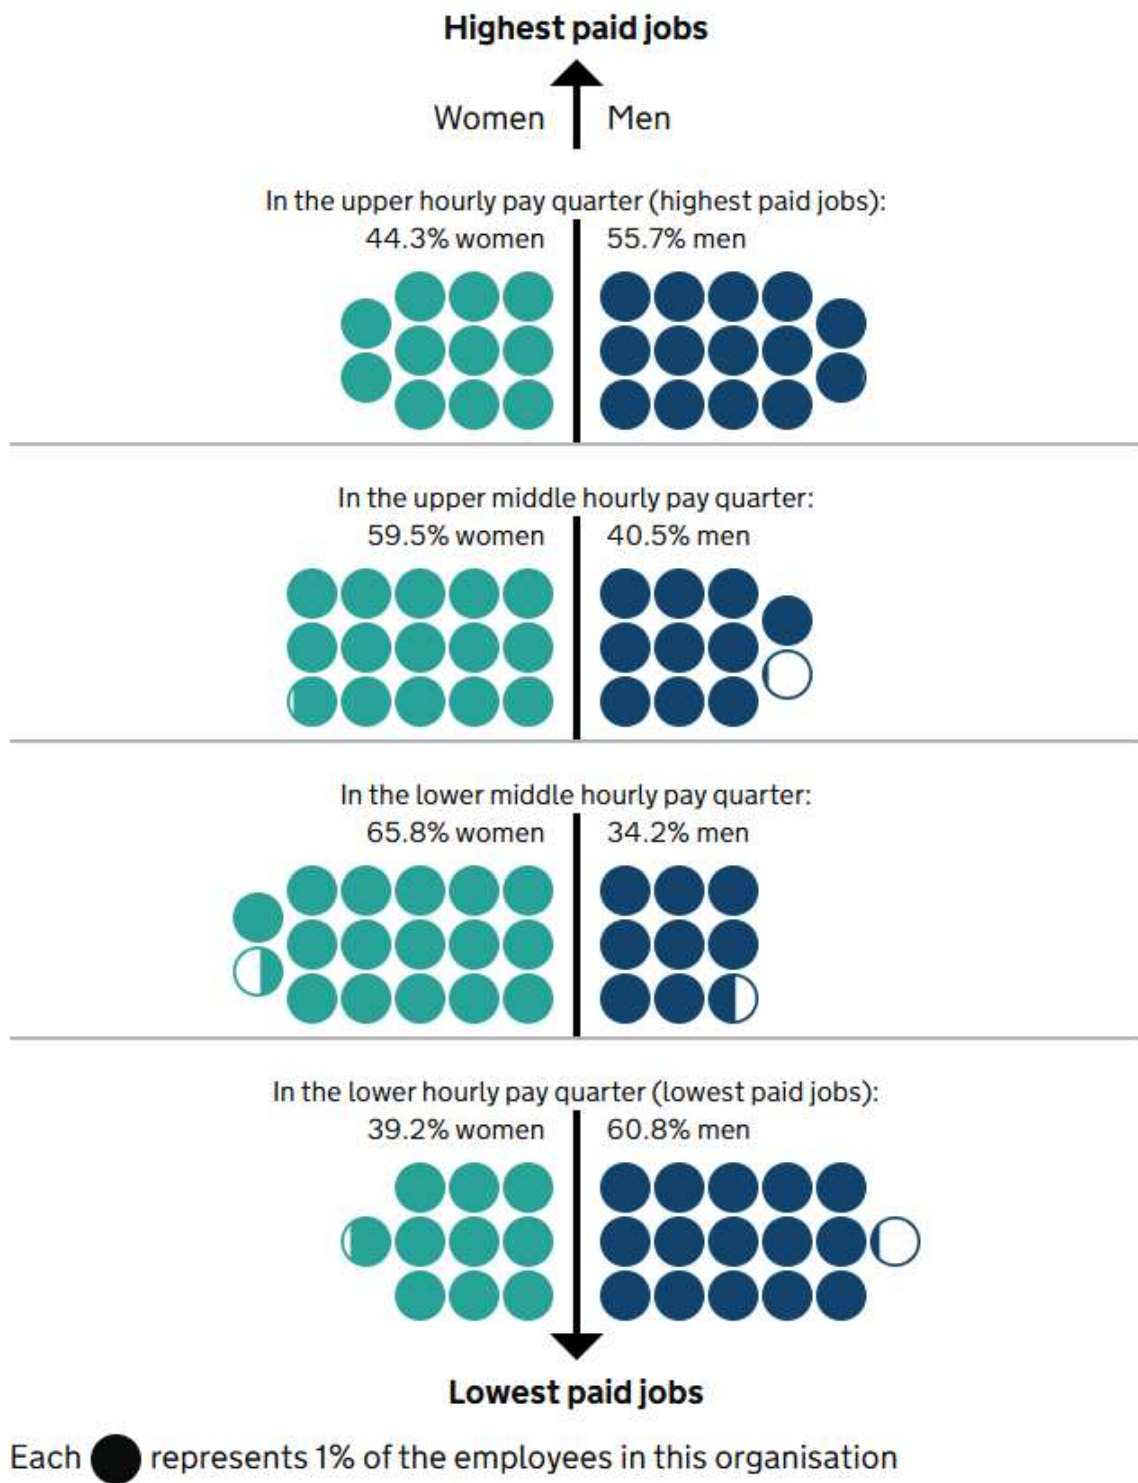 Highest paid jobs
Women Men
In the upper hourly pay quarter (highest paid jobs):
44.3% women 55.7% men
In the upper middle hourly pay quarter:
59.5% women 40.5% men
In the lower middle hourly pay quarter:
65.8% women 34.2% men
In the lower hourly pay quarter (lowest paid jobs):
39.2% women 60.8% men
Lowest paid jobs
Each represents 1% of the employees in this organisation